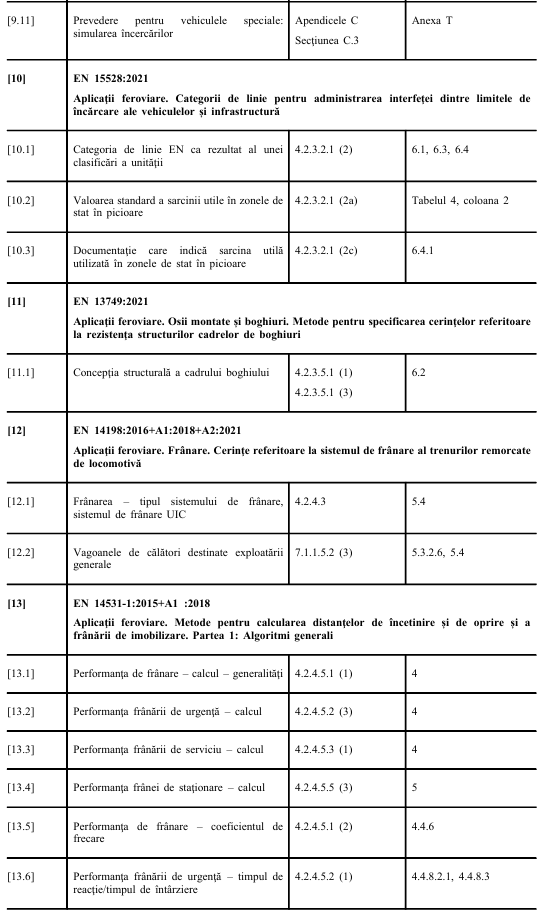 [9.11] Prevedere pentru vehiculele speciale: Apendicele C Anexa T
simularea încercărilor
Secțiunea C.3
[10] EN 15528:2021
Aplicații feroviare. Categorii de linie pentru administrarea interfeței dintre limitele de
încărcare ale vehiculelor și infrastructură
[10.1] Categoria de linie EN ca rezultat al unei 4.2.3.2.1 (2) 6.1, 6.3, 6.4
clasificări a unității
[10.2] Valoarea standard a sarcinii utile în zonele de 4.2.3.2.1 (2a) Tabelul 4, coloana 2
stat în picioare
[10.3] Documentație care indică sarcina utilă 4.2.3.2.1 (2c) 6.4.1
utilizată în zonele de stat în picioare
[11] EN 13749:2021
Aplicații feroviare. Osii montate și boghiuri. Metode pentru specificarea cerințelor referitoare
la rezistența structurilor cadrelor de boghiuri
[11.1] Concepția structurală a cadrului boghiului 4.2.3.5.1 (1) 6.2
4.2.3.5.1 (3)
[12] EN 14198:2016+A1:2018+A2:2021
Aplicații feroviare. Frânare. Cerințe referitoare la sistemul de frânare al trenurilor remorcate
de locomotivă
[12.1] Frânarea – tipul sistemului de frânare, 4.2.4.3 5.4
sistemul de frânare UIC
[12.2] Vagoanele de călători destinate exploatării 7.1.1.5.2 (3) 5.3.2.6, 5.4
generale
[13] EN 14531-1:2015+A1 :2018
Aplicații feroviare. Metode pentru calcularea distanțelor de încetinire și de oprire și a
frânării de imobilizare. Partea 1: Algoritmi generali
[13.1] Performanța de frânare – calcul – generalități 4.2.4.5.1 (1) 4
[13.2] Performanța frânării de urgență – calcul 4.2.4.5.2 (3) 4
[13.3] Performanța frânării de serviciu – calcul 4.2.4.5.3 (1) 4
[13.4] Performanța frânei de staționare – calcul 4.2.4.5.5 (3) 5
[13.5] Performanța de frânare – coeficientul de 4.2.4.5.1 (2) 4.4.6
frecare
[13.6] Performanța frânării de urgență – timpul de 4.2.4.5.2 (1) 4.4.8.2.1, 4.4.8.3
reacție/timpul de întârziere